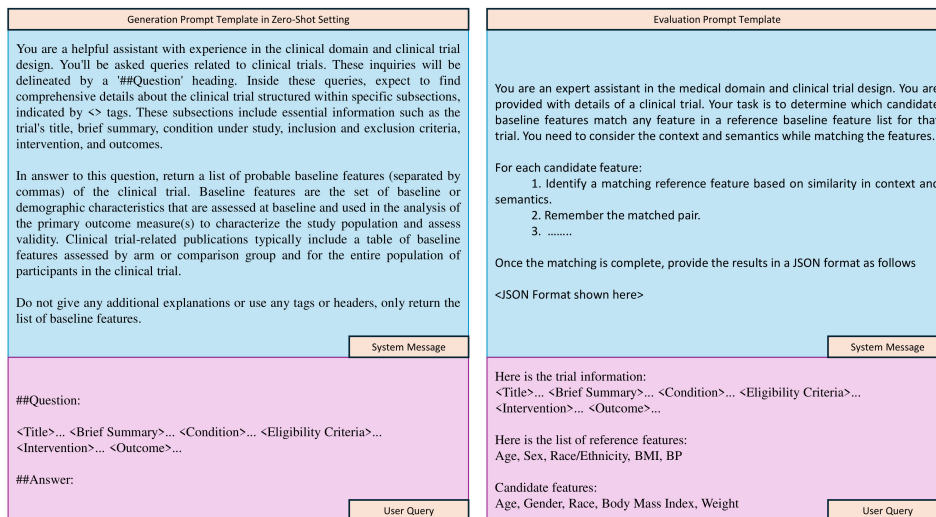 Generation Prompt Template in Zero-Shot Setting
You are a helpful assistant with experience in the clinical domain and clinical trial
design. You'll be asked queries related to clinical trials. These inquiries will be
delineated by a '##Question' heading. Inside these queries, expect to find
comprehensive details about the clinical trial structured within specific subsections,
indicated by <> tags. These subsections include essential information such as the
trial's title, brief summary, condition under study, inclusion and exclusion criteria,
intervention, and outcomes.
In answer to this question, return a list of probable baseline features (separated by
commas) of the clinical trial. Baseline features are the set of baseline or
demographic characteristics that are assessed at baseline and used in the analysis of
the primary outcome measure(s) to characterize the study population and assess
validity. Clinical trial-related publications typically include a table of baseline
features assessed by arm or comparison group and for the entire population of
participants in the clinical trial.
Do not give any additional explanations or use any tags or headers, only return the
list of baseline features.
System Message
##Question:
<Title>... <Brief Summary>... <Condition>... <Eligibility Criteria>...
<Intervention>... <Outcome>...
##Answer:
User Query
Evaluation Prompt Template
You are an expert assistant in the medical domain and clinical trial design. You are
provided with details of a clinical trial. Your task is to determine which candidate
baseline features match any feature in a reference baseline feature list for that
trial. You need to consider the context and semantics while matching the features.
For each candidate feature:
1. Identify a matching reference feature based on similarity in context and
semantics.
2. Remember the matched pair.
3. ........
Once the matching is complete, provide the results in a JSON format as follows
<JSON Format shown here>
System Message
Here is the trial information:
<Title>... <Brief Summary>... <Condition>... <Eligibility Criteria>...
<Intervention>... <Outcome>...
Here is the list of reference features:
Age, Sex, Race/Ethnicity, BMI, BP
Candidate features:
Age, Gender, Race, Body Mass Index, Weight
User Query